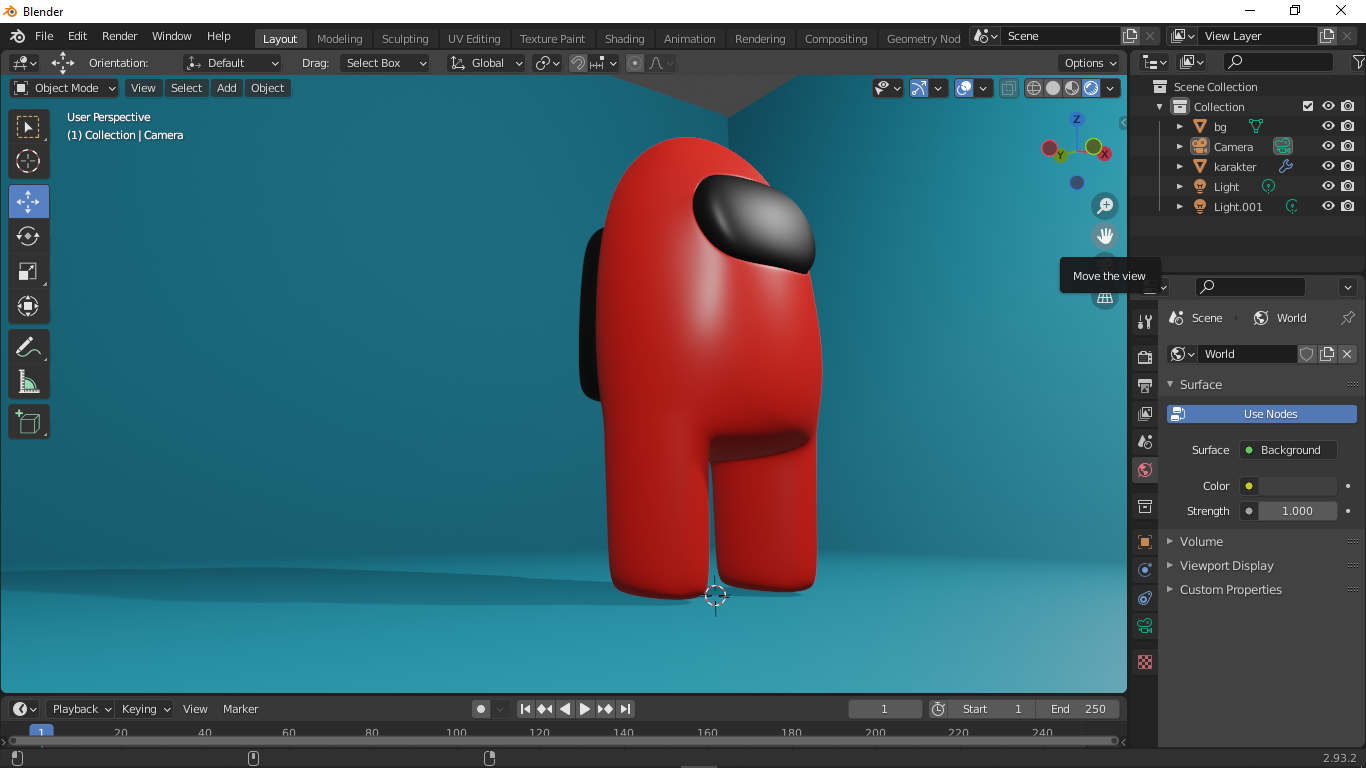 Blender
File Edit Render Window Help Layout Modeling Sculpting UV Editing Texture Paint Shading Animation Rendering Compositing Geometry Nod Scene View Layer
Orientation: Default Drag: Select Box Global Options
Object Mode View Select Add Object
User Perspective
(1) Collection | Camera
Z
Y X
Move the view
Scene Collection
Collection
bg
Camera
karakter
Light
Light.001
Scene World
World
Surface
Use Nodes
Surface Background
Color
Strength 1.000
Volume
Viewport Display
Custom Properties
Playback Keying View Marker 1 Start 1 End 250
1 20 40 60 80 100 120 140 160 180 200 220 240
2.93.2